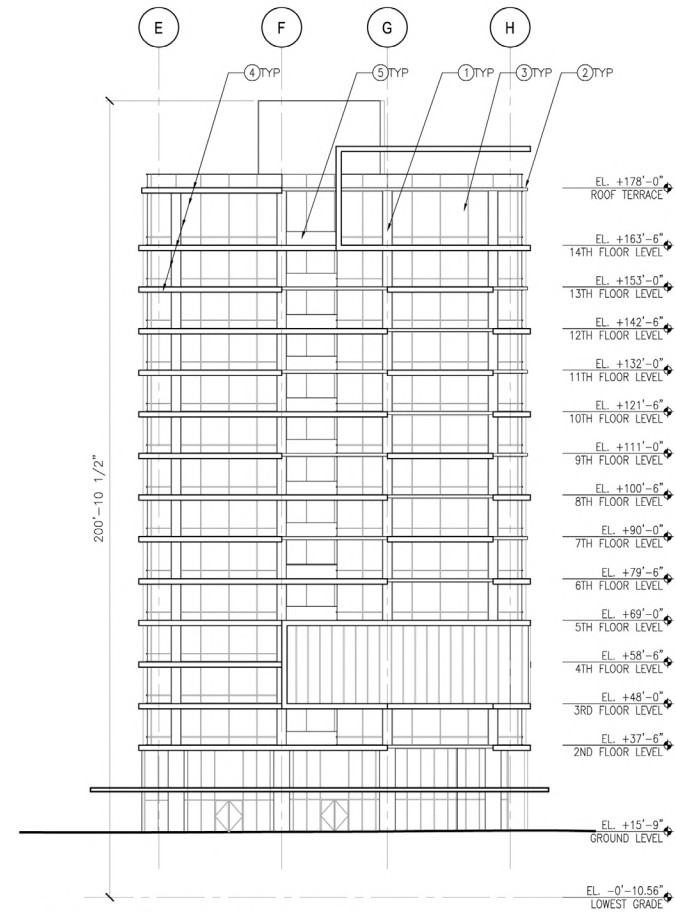 E F G H
4 TYP 5 TYP 1 TYP 3 TYP 2 TYP
EL. +178'-0"
ROOF TERRACE
EL. +163'-6"
14TH FLOOR LEVEL
EL. +153'-0"
13TH FLOOR LEVEL
EL. +142'-6"
12TH FLOOR LEVEL
EL. +132'-0"
11TH FLOOR LEVEL
EL. +121'-6"
10TH FLOOR LEVEL
EL. +111'-0"
9TH FLOOR LEVEL
EL. +100'-6"
8TH FLOOR LEVEL
200'-10 1/2"
EL. +90'-0"
7TH FLOOR LEVEL
EL. +79'-6"
6TH FLOOR LEVEL
EL. +69'-0"
5TH FLOOR LEVEL
EL. +58'-6"
4TH FLOOR LEVEL
EL. +48'-0"
3RD FLOOR LEVEL
EL. +37'-6"
2ND FLOOR LEVEL
EL. +15'-9"
GROUND LEVEL
EL. -0'-10.56"
LOWEST GRADE